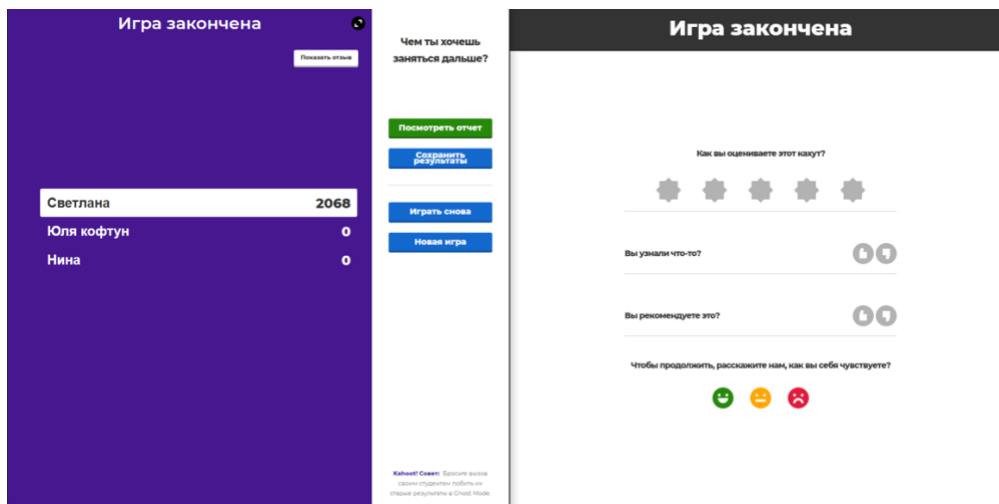 Игра закончена
Показать отзыв
Светлана 2068
Юля кофтун 0
Нина 0
Чем ты хочешь
заняться дальше?
Посмотреть отчет
Сохранить
результаты
Играть снова
Новая игра
Kahoot! Совет: Бросьте вызов
своим студентам побить их
старые результаты в Ghost Mode.
Игра закончена
Как вы оцениваете этот кахут?
Вы узнали что-то?
Вы рекомендуете это?
Чтобы продолжить, расскажите нам, как вы себя чувствуете?